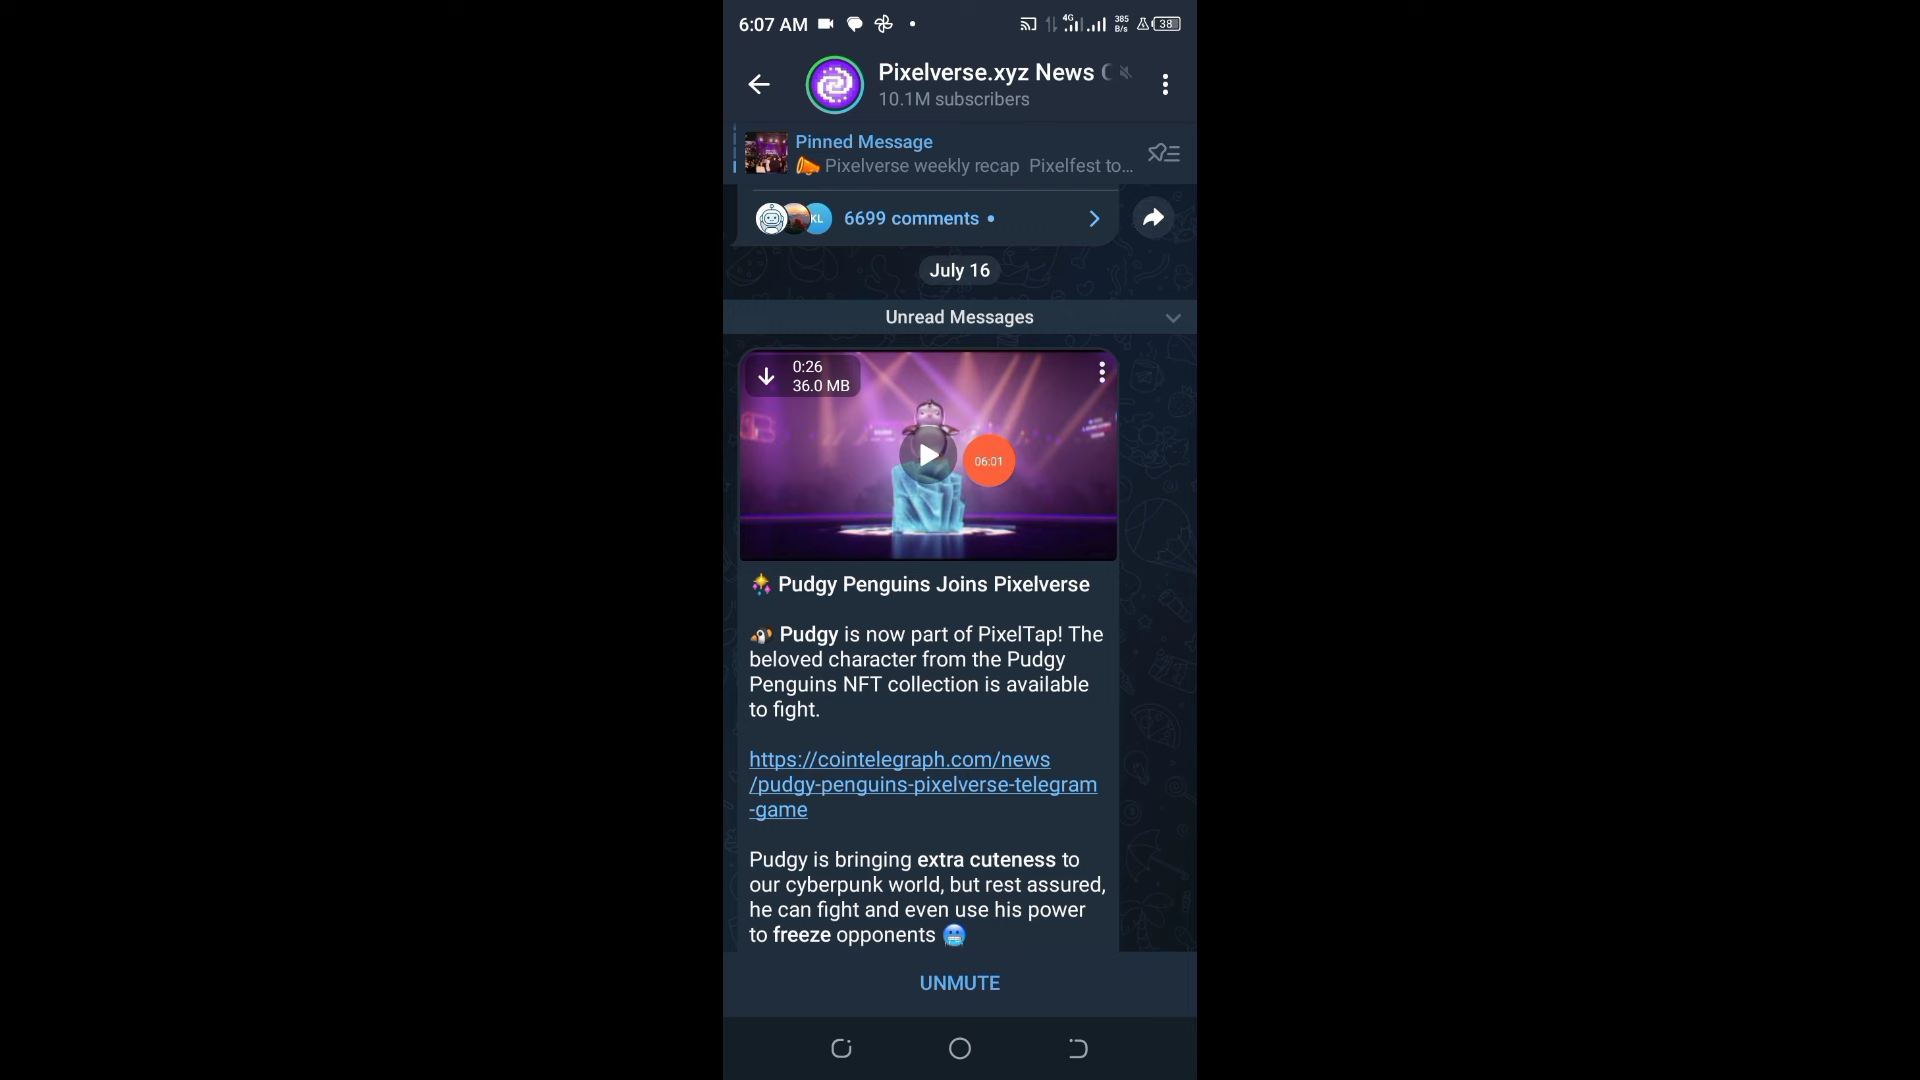 6:07 AM
4G
385 B/s
38
Pixelverse.xyz News
10.1M subscribers
Pinned Message
📣 Pixelverse weekly recap Pixelfest to...
KL
6699 comments •
July 16
Unread Messages
0:26
36.0 MB
06:01
Pudgy Penguins Joins Pixelverse
Pudgy is now part of PixelTap! The
beloved character from the Pudgy
Penguins NFT collection is available
to fight.
https://cointelegraph.com/news
/pudgy-penguins-pixelverse-telegram
-game
Pudgy is bringing extra cuteness to
our cyberpunk world, but rest assured,
he can fight and even use his power
to freeze opponents 🥶
UNMUTE